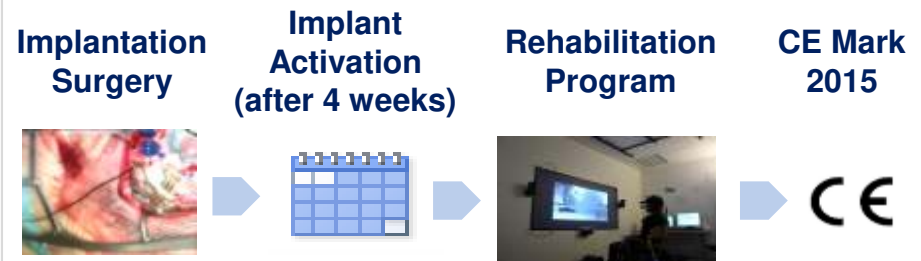 Implantation
Surgery
Implant
Activation
(after 4 weeks)
Rehabilitation
Program
CE Mark
2015
CE